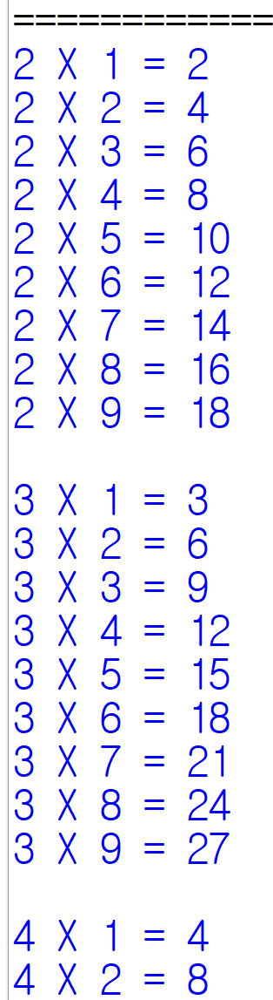 ============
2 X 1 = 2
2 X 2 = 4
2 X 3 = 6
2 X 4 = 8
2 X 5 = 10
2 X 6 = 12
2 X 7 = 14
2 X 8 = 16
2 X 9 = 18

3 X 1 = 3
3 X 2 = 6
3 X 3 = 9
3 X 4 = 12
3 X 5 = 15
3 X 6 = 18
3 X 7 = 21
3 X 8 = 24
3 X 9 = 27

4 X 1 = 4
4 X 2 = 8